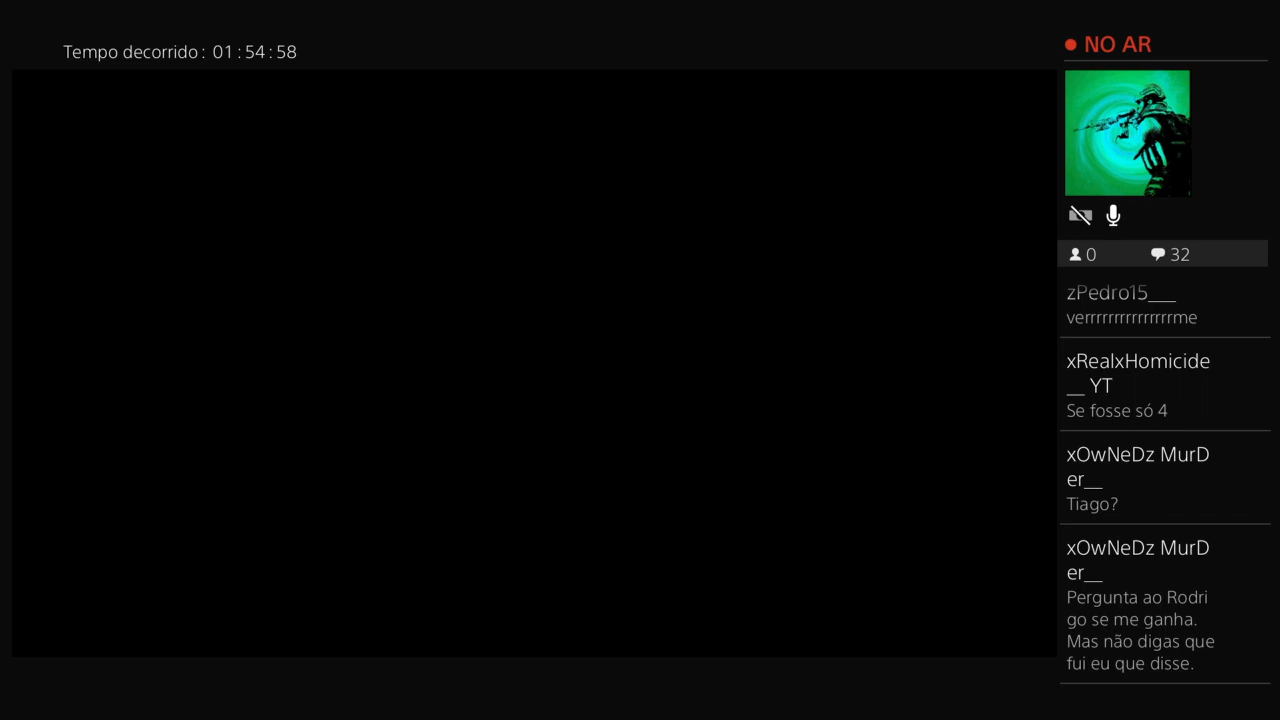 Tempo decorrido : 01 : 54 : 58
NO AR
0 32
zPedro15___
verrrrrrrrrrrrrrrme
xRealxHomicide
__ YT
Se fosse só 4
xOwNeDz MurD
er__
Tiago?
xOwNeDz MurD
er__
Pergunta ao Rodri
go se me ganha.
Mas não digas que
fui eu que disse.